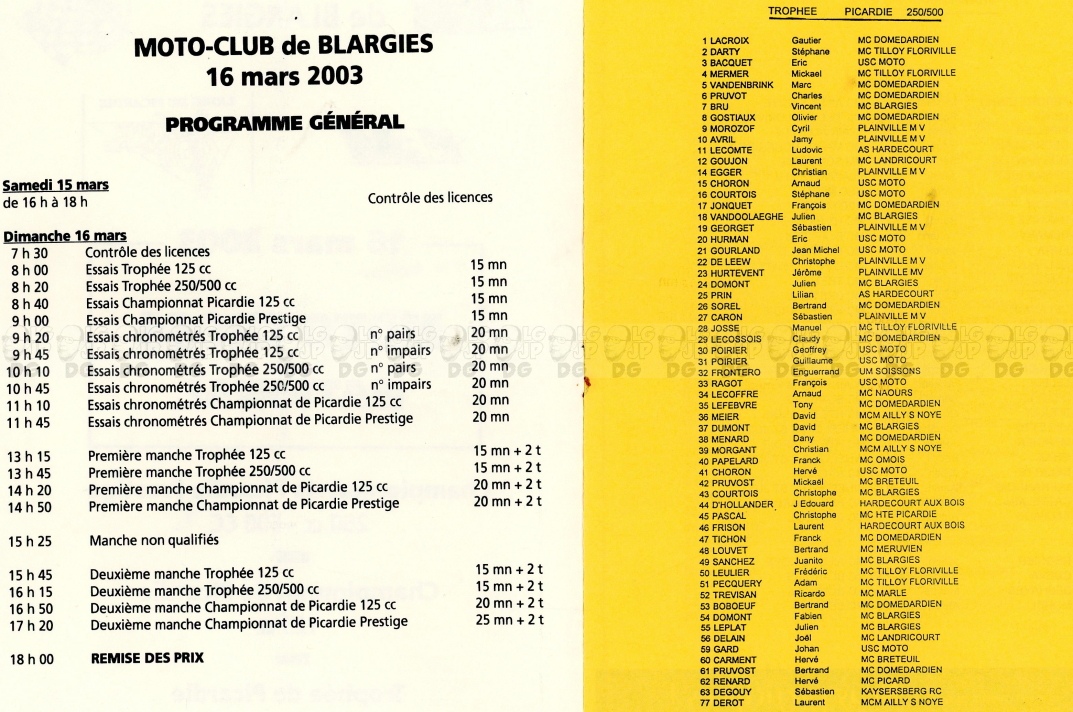 MOTO-CLUB de BLARGIES
16 mars 2003
PROGRAMME GÉNÉRAL
Samedi 15 mars
de 16 h à 18 h Contrôle des licences
Dimanche 16 mars
7 h 30 Contrôle des licences
8 h 00 Essais Trophée 125 cc 15 mn
8 h 20 Essais Trophée 250/500 cc 15 mn
8 h 40 Essais Championnat Picardie 125 cc 15 mn
9 h 00 Essais Championnat Picardie Prestige 15 mn
9 h 20 Essais chronométrés Trophée 125 cc n° pairs 20 mn
9 h 45 Essais chronométrés Trophée 125 cc n° impairs 20 mn
10 h 10 Essais chronométrés Trophée 250/500 cc n° pairs 20 mn
10 h 45 Essais chronométrés Trophée 250/500 cc n° impairs 20 mn
11 h 10 Essais chronométrés Championnat de Picardie 125 cc 20 mn
11 h 45 Essais chronométrés Championnat de Picardie Prestige 20 mn
13 h 15 Première manche Trophée 125 cc 15 mn + 2 t
13 h 45 Première manche Trophée 250/500 cc 15 mn + 2 t
14 h 20 Première manche Championnat de Picardie 125 cc 20 mn + 2 t
14 h 50 Première manche Championnat de Picardie Prestige 20 mn + 2 t
15 h 25 Manche non qualifiés
15 h 45 Deuxième manche Trophée 125 cc 15 mn + 2 t
16 h 15 Deuxième manche Trophée 250/500 cc 15 mn + 2 t
16 h 50 Deuxième manche Championnat de Picardie 125 cc 20 mn + 2 t
17 h 20 Deuxième manche Championnat de Picardie Prestige 25 mn + 2 t
18 h 00 REMISE DES PRIX
TROPHEE PICARDIE 250/500
1 LACROIX Gautier MC DOMEDARDIEN
2 DARTY Stéphane MC TILLOY FLORIVILLE
3 BACQUET Eric USC MOTO
4 MERMER Mickael MC TILLOY FLORIVILLE
5 VANDENBRINK Marc MC DOMEDARDIEN
6 PRUVOT Charles MC DOMEDARDIEN
7 BRU Vincent MC BLARGIES
8 GOSTIAUX Olivier MC DOMEDARDIEN
9 MOROZOF Cyril PLAINVILLE M V
10 AVRIL Jamy PLAINVILLE M V
11 LECOMTE Ludovic AS HARDECOURT
12 GOUJON Laurent MC LANDRICOURT
14 EGGER Christian PLAINVILLE M V
15 CHORON Arnaud USC MOTO
16 COURTOIS Stéphane USC MOTO
17 JONQUET François MC DOMEDARDIEN
18 VANDOOLAEGHE Julien MC BLARGIES
19 GEORGET Sébastien PLAINVILLE M V
20 HURMAN Eric USC MOTO
21 GOURLAND Jean Michel USC MOTO
22 DE LEEW Christophe PLAINVILLE M V
23 HURTEVENT Jérôme PLAINVILLE MV
24 DOMONT Julien MC BLARGIES
25 PRIN Lilian AS HARDECOURT
26 SOREL Bertrand MC DOMEDARDIEN
27 CARON Sébastien PLAINVILLE M V
28 JOSSE Manuel MC TILLOY FLORIVILLE
29 LECOSSOIS Claudy MC DOMEDARDIEN
30 POIRIER Geoffrey USC MOTO
31 POIRIER Guillaume USC MOTO
32 FRONTERO Enguerrand UM SOISSONS
33 RAGOT François USC MOTO
34 LECOFFRE Arnaud MC NAOURS
35 LEFEBVRE Tony MC DOMEDARDIEN
36 MEIER David MCM AILLY S NOYE
37 DUMONT David MC BLARGIES
38 MENARD Dany MC DOMEDARDIEN
39 MORGANT Christian MCM AILLY S NOYE
40 PAPELARD Franck MC OMOIS
41 CHORON Hervé USC MOTO
42 PRUVOST Mickaël MC BRETEUIL
43 COURTOIS Christophe MC BLARGIES
44 D'HOLLANDER J Edouard HARDECOURT AUX BOIS
45 PASCAL Christophe MC HTE PICARDIE
46 FRISON Laurent HARDECOURT AUX BOIS
47 TICHON Franck MC DOMEDARDIEN
48 LOUVET Bertrand MC MERUVIEN
49 SANCHEZ Juanito MC BLARGIES
50 LEULIER Frédéric MC TILLOY FLORIVILLE
51 PECQUERY Adam MC TILLOY FLORIVILLE
52 TREVISAN Ricardo MC MARLE
53 BOBOEUF Bertrand MC DOMEDARDIEN
54 DOMONT Fabien MC BLARGIES
55 LEPLAT Julien MC BLARGIES
56 DELAIN Joël MC LANDRICOURT
59 GARD Johan USC MOTO
60 CARMENT Hervé MC BRETEUIL
61 PRUVOST Bertrand MC DOMEDARDIEN
62 RENARD Hervé MC PICARD
63 DEGOUY Sébastien KAYSERSBERG RC
77 DEROT Laurent MCM AILLY S NOYE